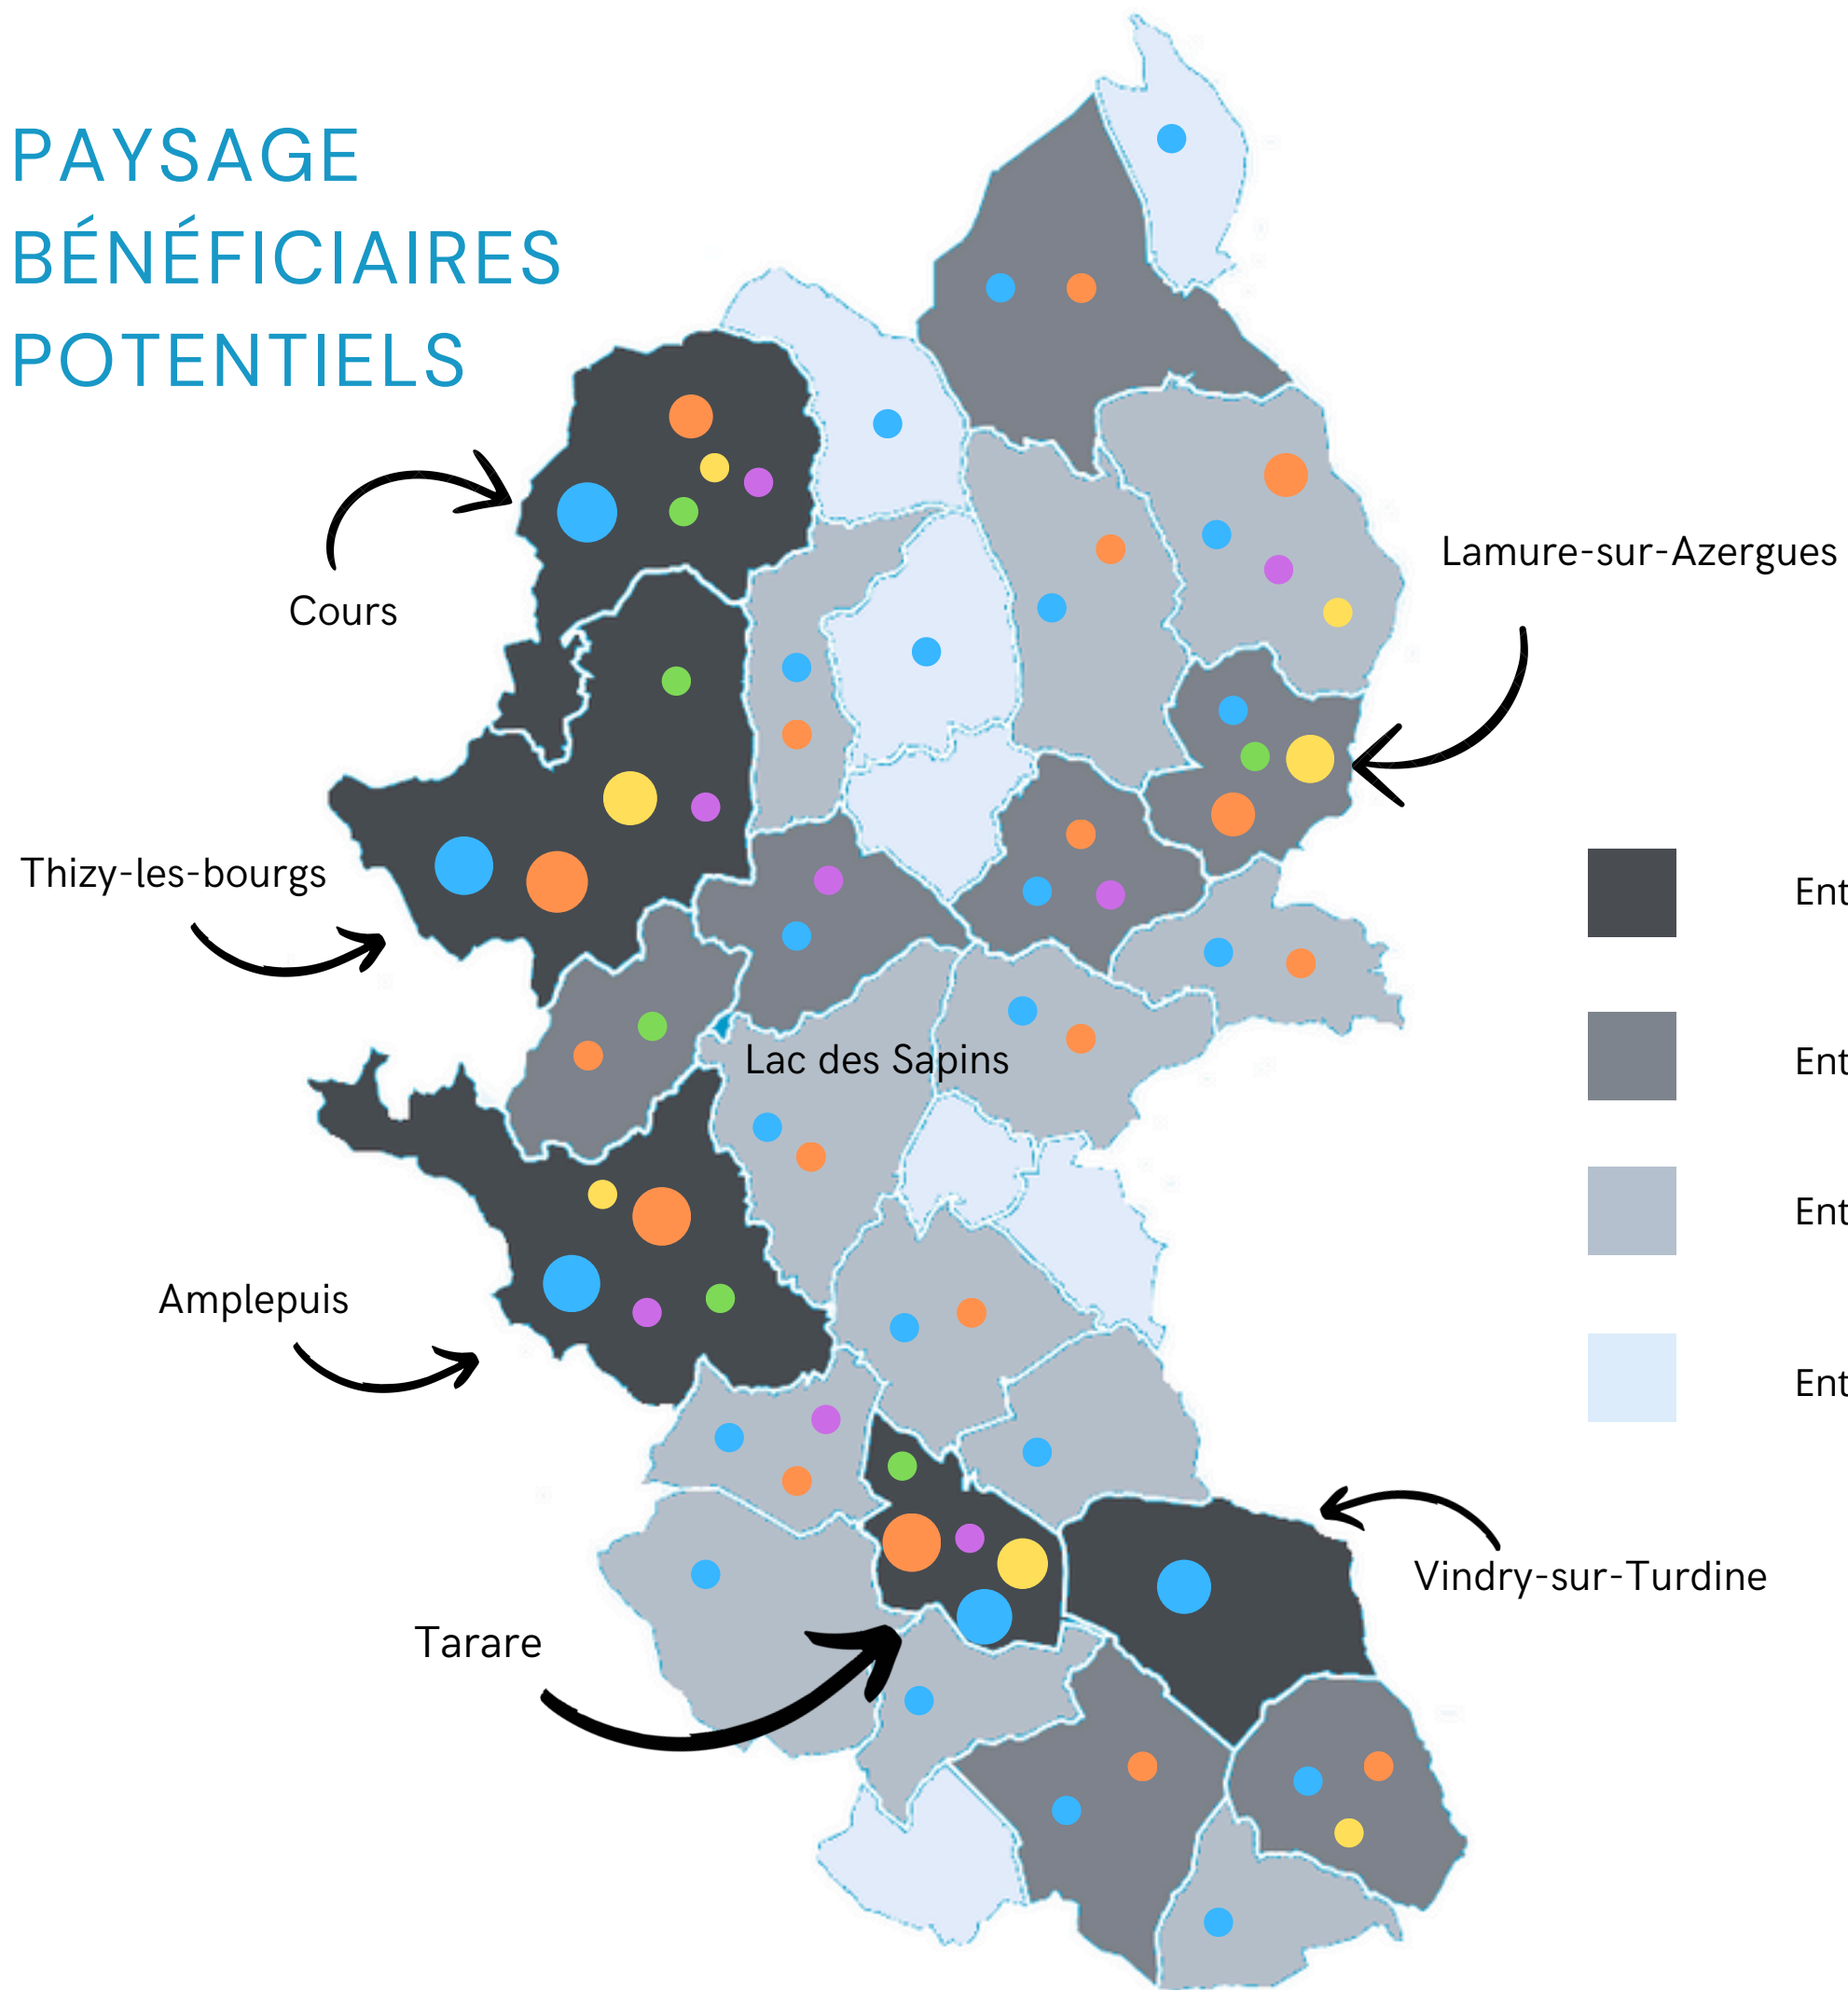 PAYSAGE
BÉNÉFICIAIRES
POTENTIELS
Cours
Lamure-sur-Azergues
Thizy-les-bourgs
Ent
Ent
Lac des Sapins
Ent
Amplepuis
Ent
Vindry-sur-Turdine
Tarare